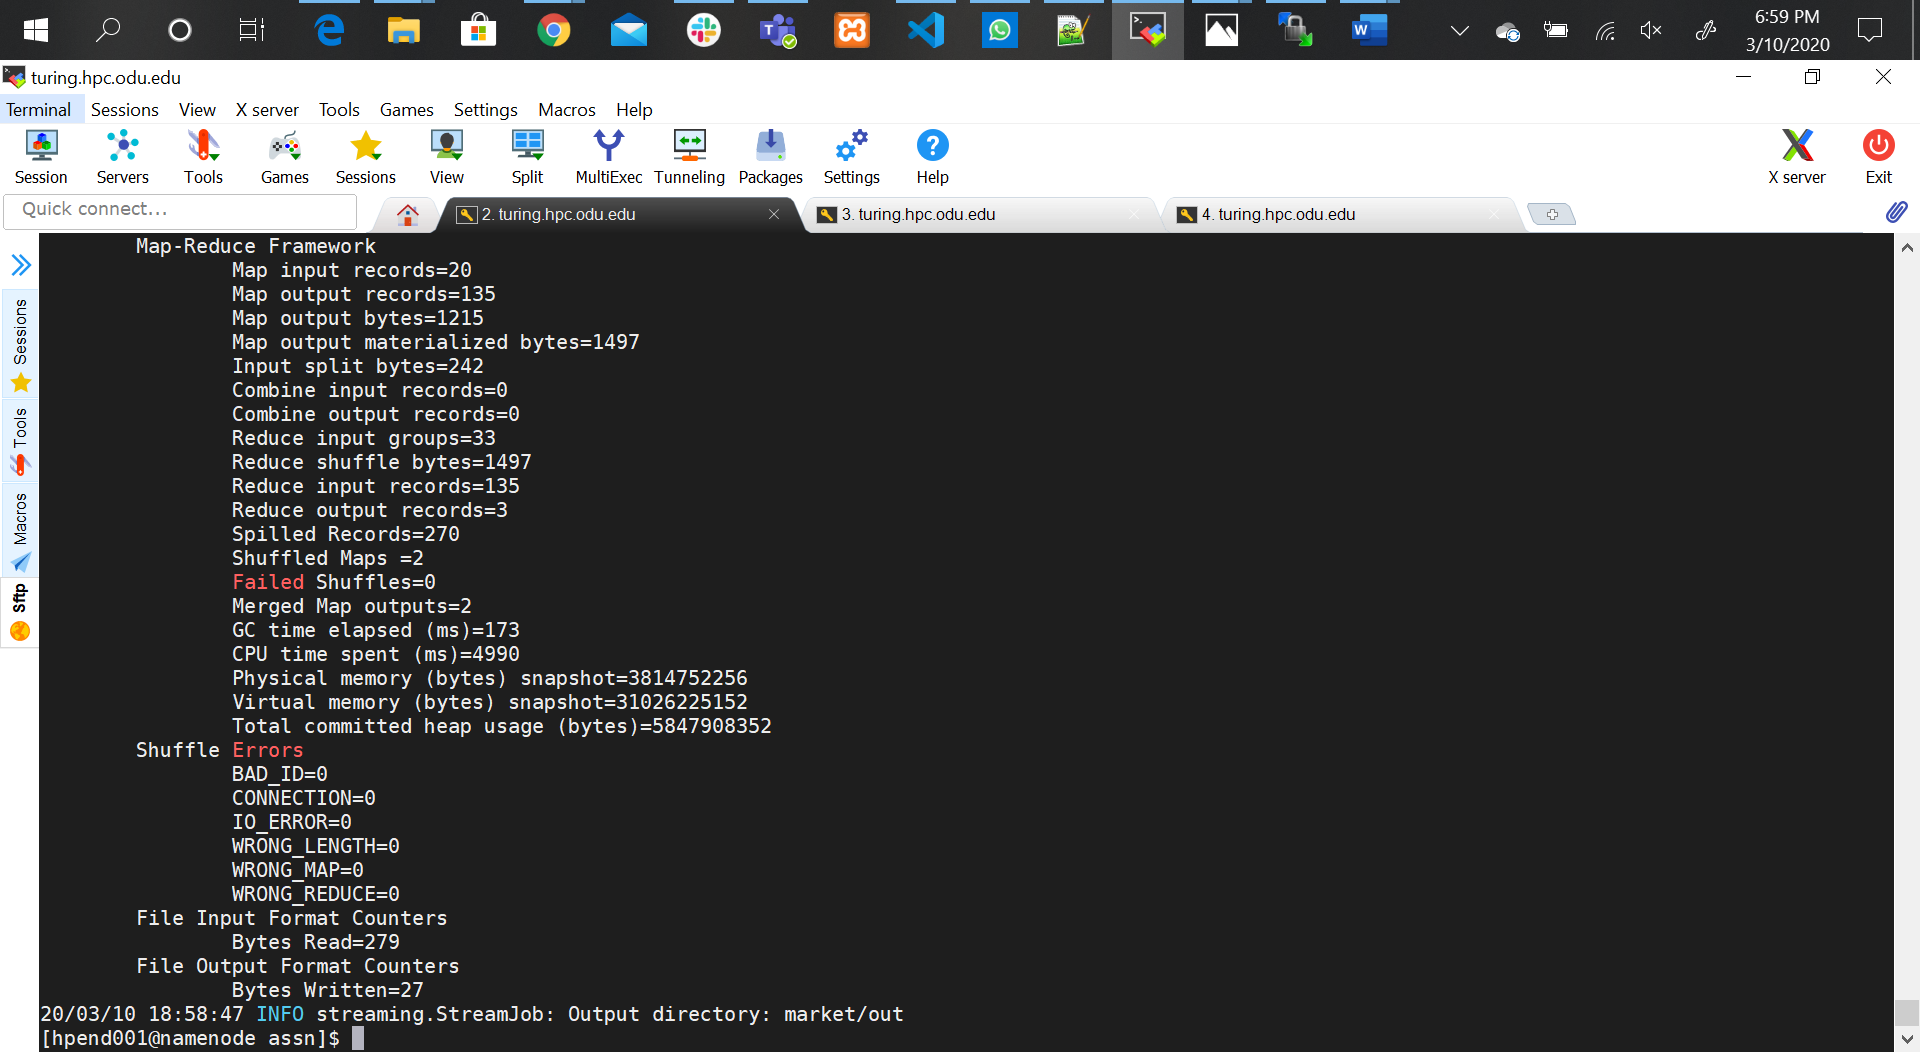 6:59 PM
3/10/2020
turing.hpc.odu.edu
Terminal Sessions View X server Tools Games Settings Macros Help
Session Servers Tools Games Sessions View Split MultiExec Tunneling Packages Settings Help X server Exit
Quick connect...
2. turing.hpc.odu.edu
3. turing.hpc.odu.edu
4. turing.hpc.odu.edu
Sessions
Tools
Macros
Sftp
Map-Reduce Framework
Map input records=20
Map output records=135
Map output bytes=1215
Map output materialized bytes=1497
Input split bytes=242
Combine input records=0
Combine output records=0
Reduce input groups=33
Reduce shuffle bytes=1497
Reduce input records=135
Reduce output records=3
Spilled Records=270
Shuffled Maps =2
Failed Shuffles=0
Merged Map outputs=2
GC time elapsed (ms)=173
CPU time spent (ms)=4990
Physical memory (bytes) snapshot=3814752256
Virtual memory (bytes) snapshot=31026225152
Total committed heap usage (bytes)=5847908352
Shuffle Errors
BAD_ID=0
CONNECTION=0
IO_ERROR=0
WRONG_LENGTH=0
WRONG_MAP=0
WRONG_REDUCE=0
File Input Format Counters
Bytes Read=279
File Output Format Counters
Bytes Written=27
20/03/10 18:58:47 INFO streaming.StreamJob: Output directory: market/out
[hpend001@namenode assn]$